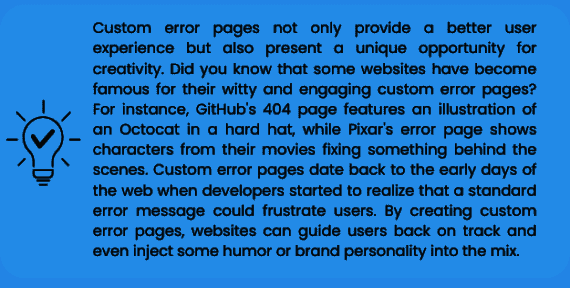 Custom error pages not only provide a better user
experience but also present a unique opportunity for
creativity. Did you know that some websites have become
famous for their witty and engaging custom error pages?
For instance, GitHub's 404 page features an illustration of
an Octocat in a hard hat, while Pixar's error page shows
characters from their movies fixing something behind the
scenes. Custom error pages date back to the early days of
the web when developers started to realize that a standard
error message could frustrate users. By creating custom
error pages, websites can guide users back on track and
even inject some humor or brand personality into the mix.